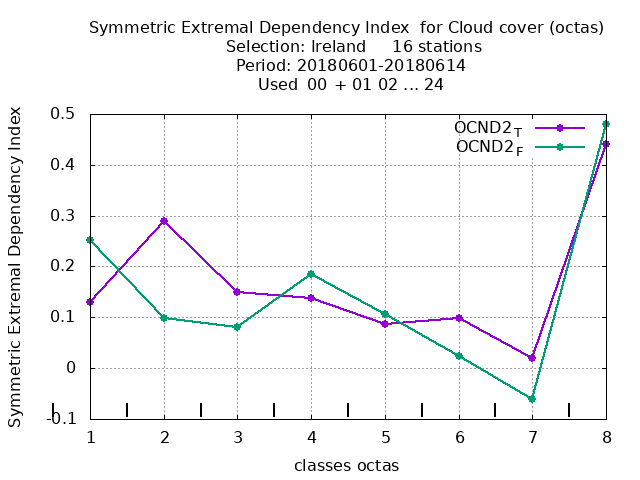 Symmetric Extremal Dependency Index  for Cloud cover (octas)
Selection: Ireland     16 stations
Period: 20180601-20180614
Used  00 + 01 02 ... 24
Symmetric Extremal Dependency Index
0.5
0.4
0.3
0.2
0.1
0
-0.1
OCND2T
OCND2F
1 2 3 4 5 6 7 8
classes octas